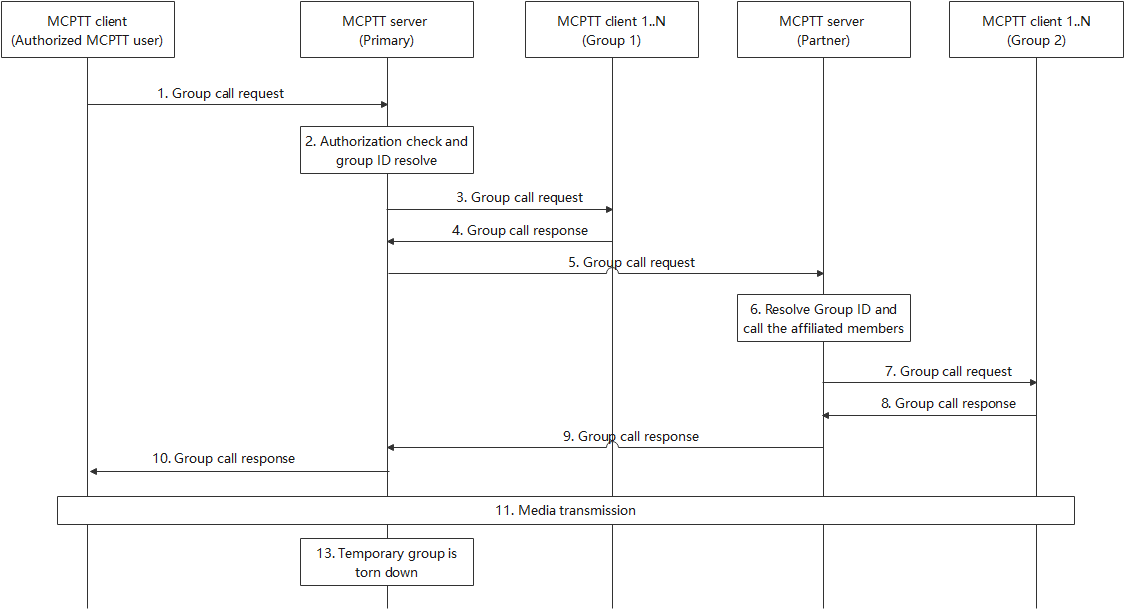 MCPTT client
(Authorized MCPTT user)
MCPTT server
(Primary)
MCPTT client 1..N
(Group 1)
MCPTT server
(Partner)
MCPTT client 1..N
(Group 2)
1. Group call request
2. Authorization check and
group ID resolve
3. Group call request
4. Group call response
5. Group call request
6. Resolve Group ID and
call the affiliated members
7. Group call request
8. Group call response
9. Group call response
10. Group call response
11. Media transmission
13. Temporary group is
torn down